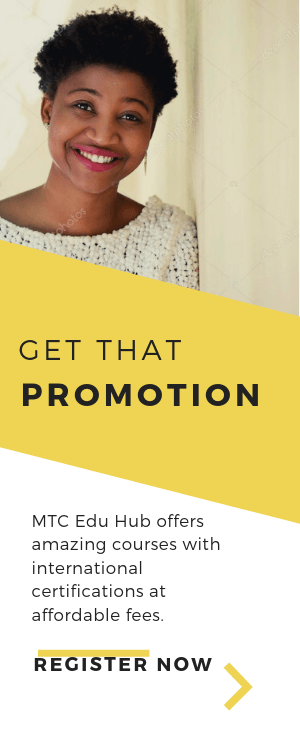 GET THAT
PROMOTION
MTC Edu Hub offers
amazing courses with
international
certifications at
affordable fees.
REGISTER NOW